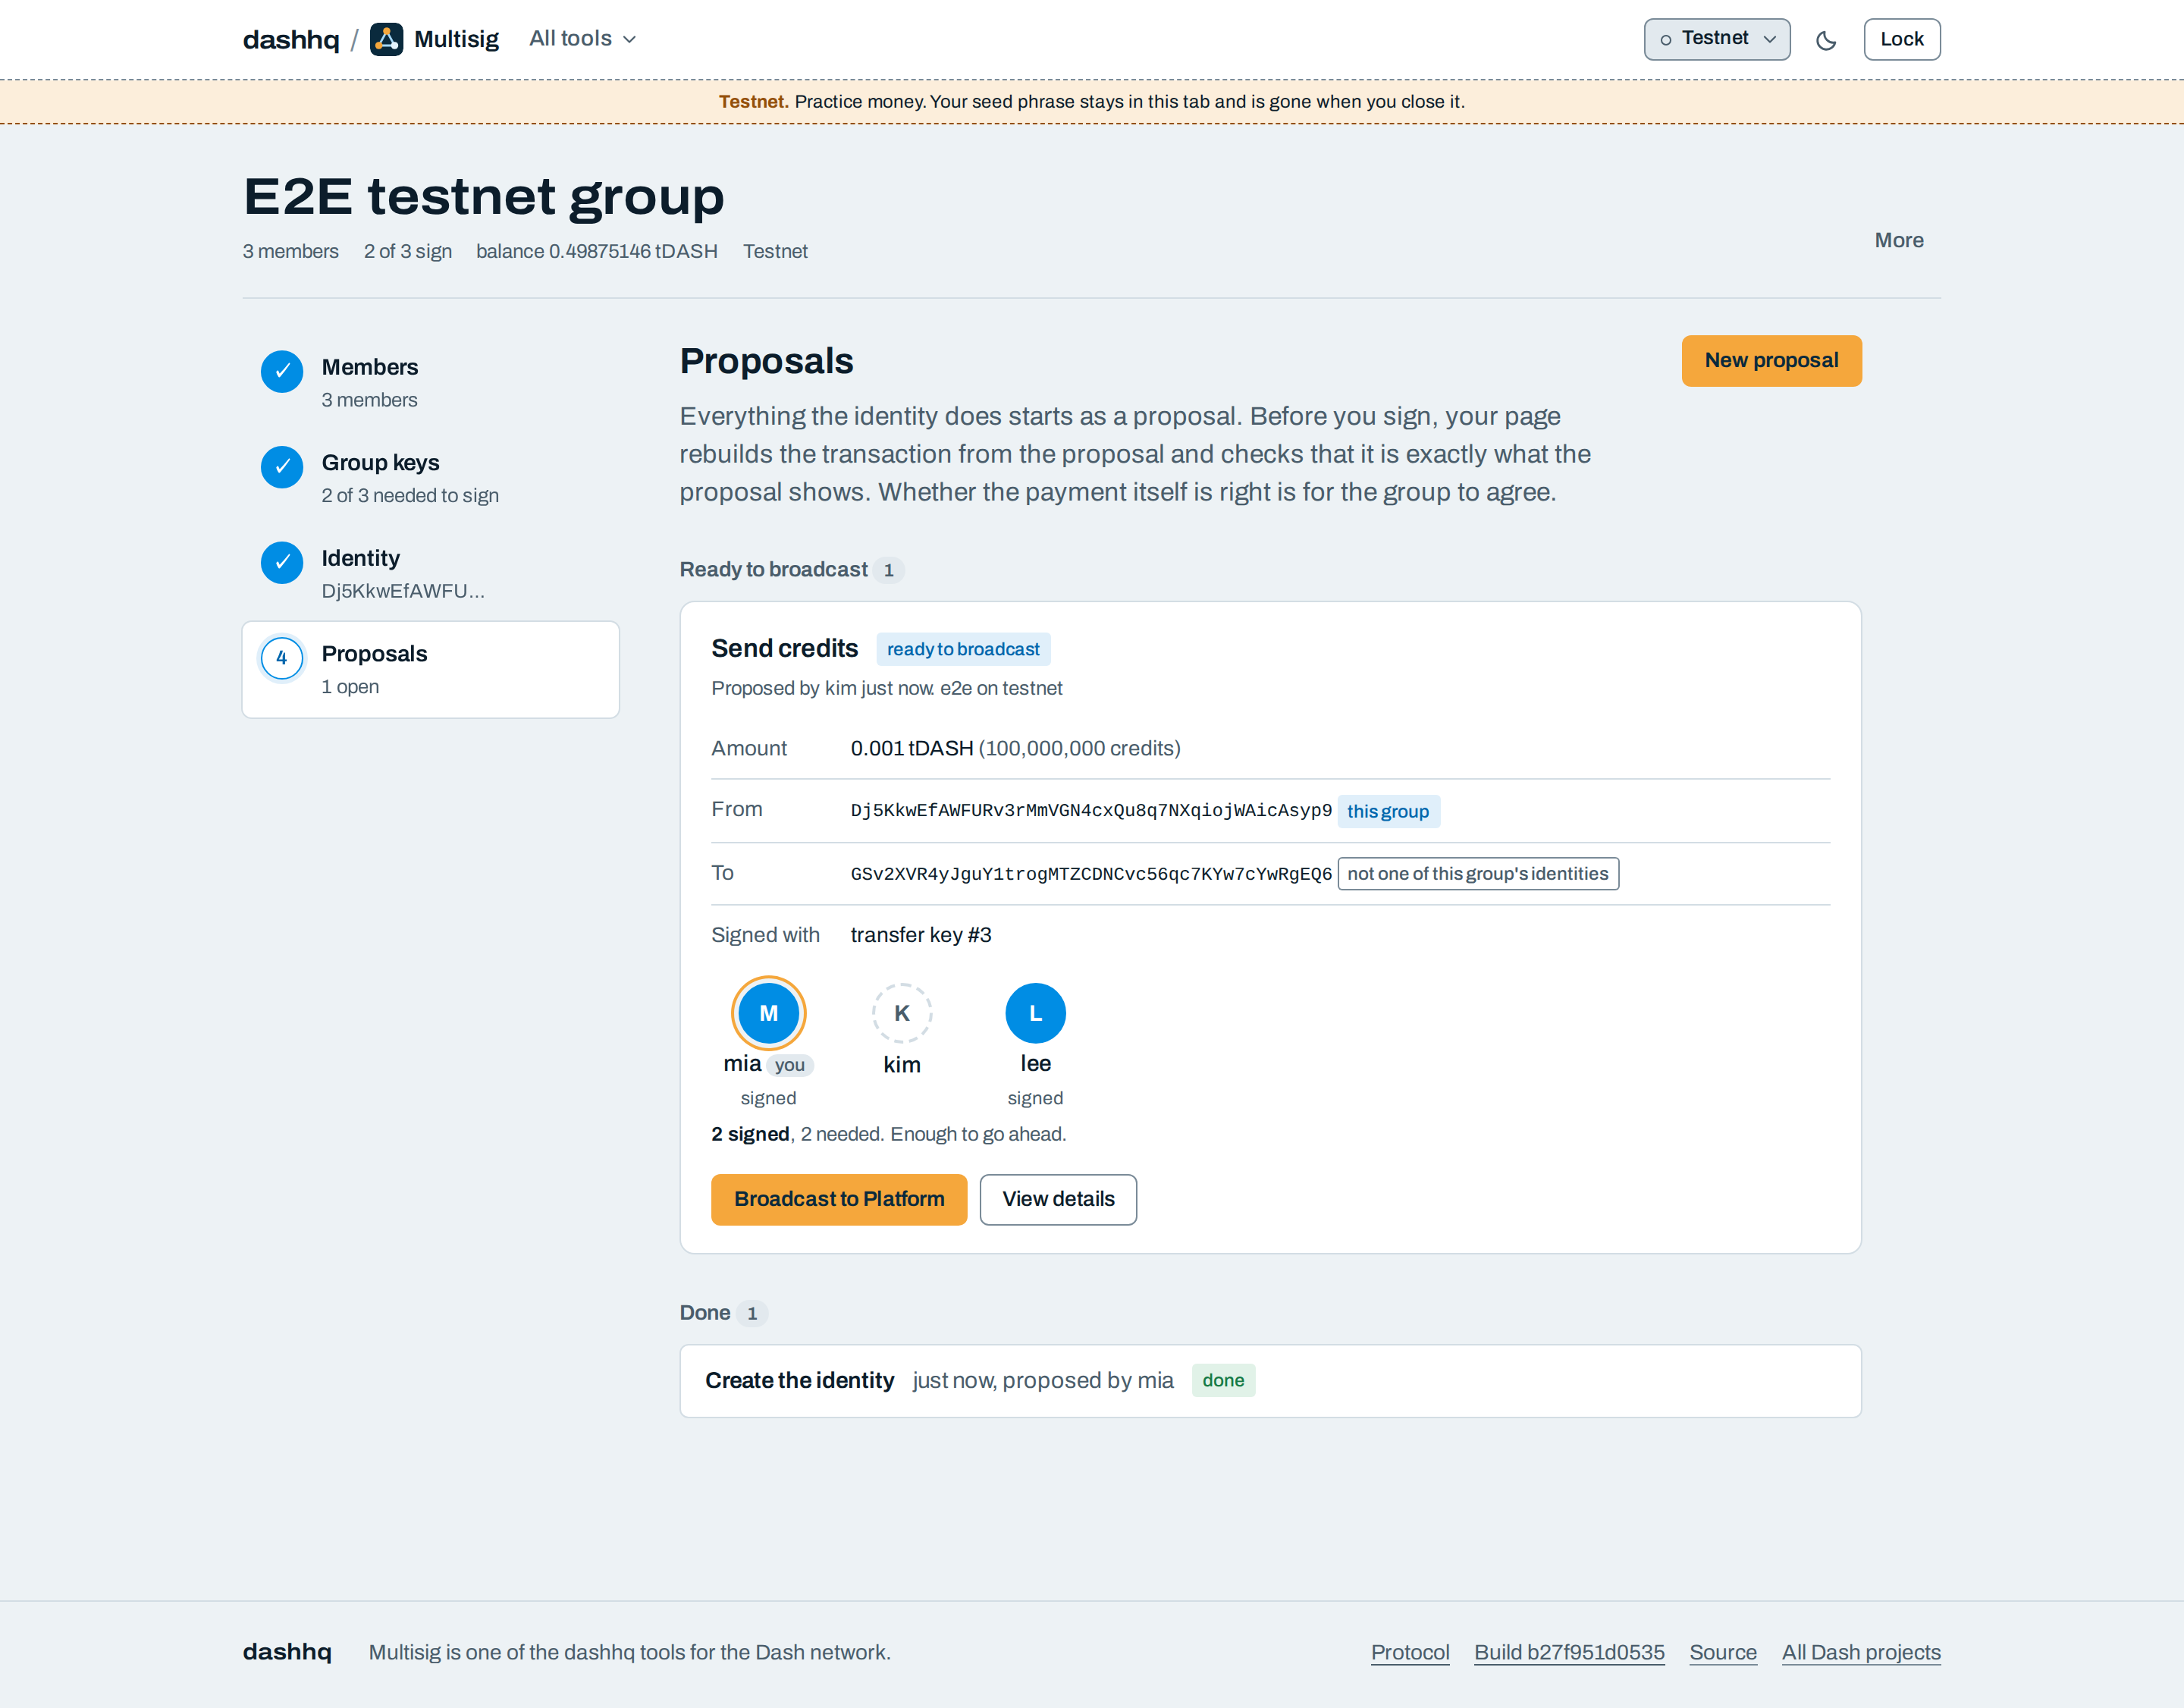 dashhq / Multisig All tools
Testnet
Lock
Testnet. Practice money. Your seed phrase stays in this tab and is gone when you close it.
E2E testnet group
3 members 2 of 3 sign balance 0.49875146 tDASH Testnet
More
✓ Members
3 members
✓ Group keys
2 of 3 needed to sign
✓ Identity
Dj5KkwEfAWFU...
4 Proposals
1 open
Proposals
New proposal
Everything the identity does starts as a proposal. Before you sign, your page
rebuilds the transaction from the proposal and checks that it is exactly what the
proposal shows. Whether the payment itself is right is for the group to agree.
Ready to broadcast 1
Send credits ready to broadcast
Proposed by kim just now. e2e on testnet
Amount 0.001 tDASH (100,000,000 credits)
From Dj5KkwEfAWFURv3rMmVGN4cxQu8q7NXqiojWAicAsyp9 this group
To GSv2XVR4yJguY1trogMTZCDNCvc56qc7KYw7cYwRgEQ6 not one of this group's identities
Signed with transfer key #3
M K L
mia you kim lee
signed signed
2 signed, 2 needed. Enough to go ahead.
Broadcast to Platform View details
Done 1
Create the identity just now, proposed by mia done
dashhq Multisig is one of the dashhq tools for the Dash network.
Protocol Build b27f951d0535 Source All Dash projects